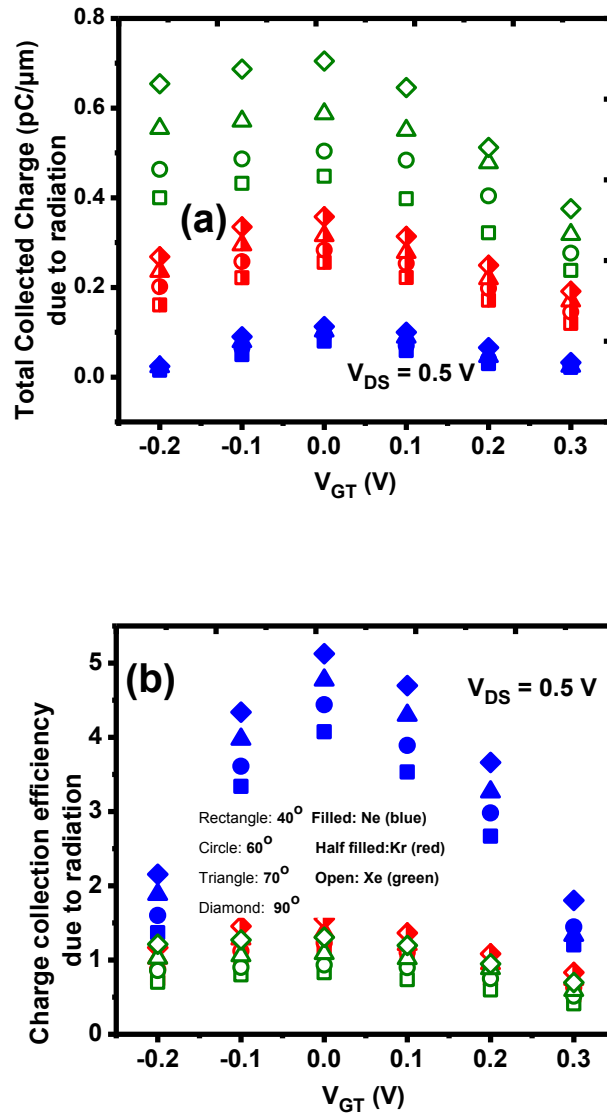 0.8
0.6
0.4
0.2
0.0
Total Collected Charge (pC/μm)
due to radiation
(a)
V_DS = 0.5 V
-0.2 -0.1 0.0 0.1 0.2 0.3
V_GT (V)
5
4
3
2
1
0
Charge collection efficiency
due to radiation
(b)
V_DS = 0.5 V
Rectangle: 40° Filled: Ne (blue)
Circle: 60° Half filled:Kr (red)
Triangle: 70° Open: Xe (green)
Diamond: 90°
-0.2 -0.1 0.0 0.1 0.2 0.3
V_GT (V)